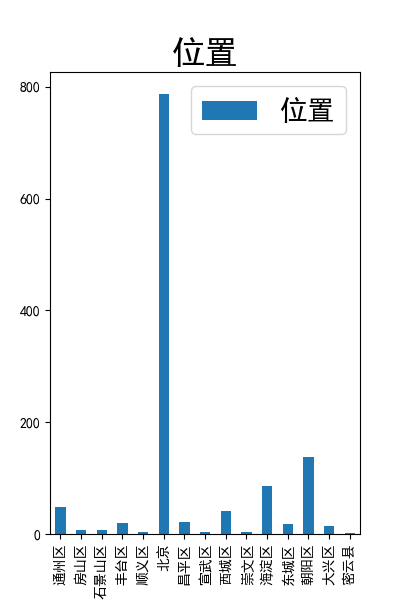 位置
位置
800
600
400
200
0
通州区
房山区
石景山区
丰台区
顺义区
北京
昌平区
宣武区
西城区
崇文区
海淀区
东城区
朝阳区
大兴区
密云县